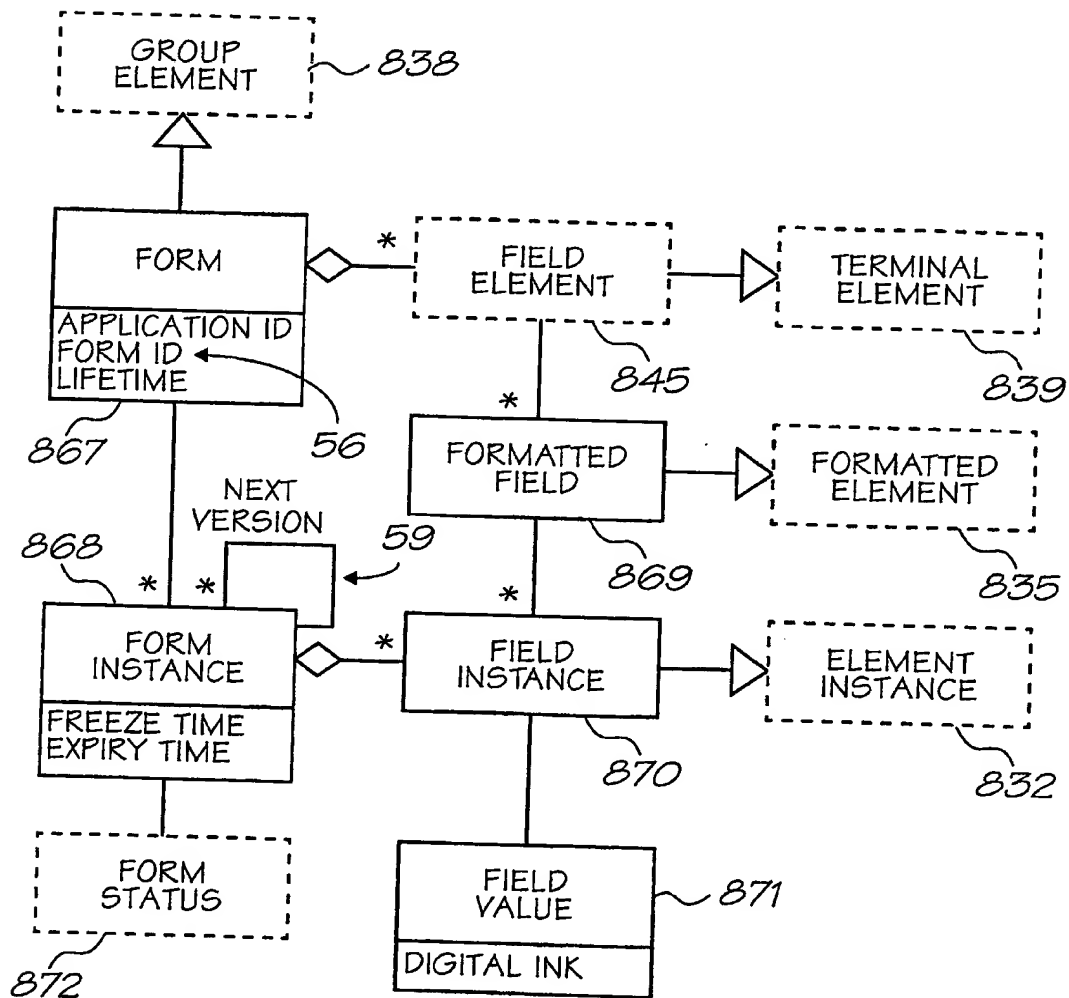 GROUP
ELEMENT
838
FORM
*
FIELD
ELEMENT
TERMINAL
ELEMENT
APPLICATION ID
FORM ID
LIFETIME
845
839
867
56
*
FORMATTED
FIELD
FORMATTED
ELEMENT
NEXT
VERSION
59
868
869
835
*
*
*
FORM
INSTANCE
*
FIELD
INSTANCE
ELEMENT
INSTANCE
FREEZE TIME
EXPIRY TIME
870
832
FORM
STATUS
FIELD
VALUE
871
872
DIGITAL INK